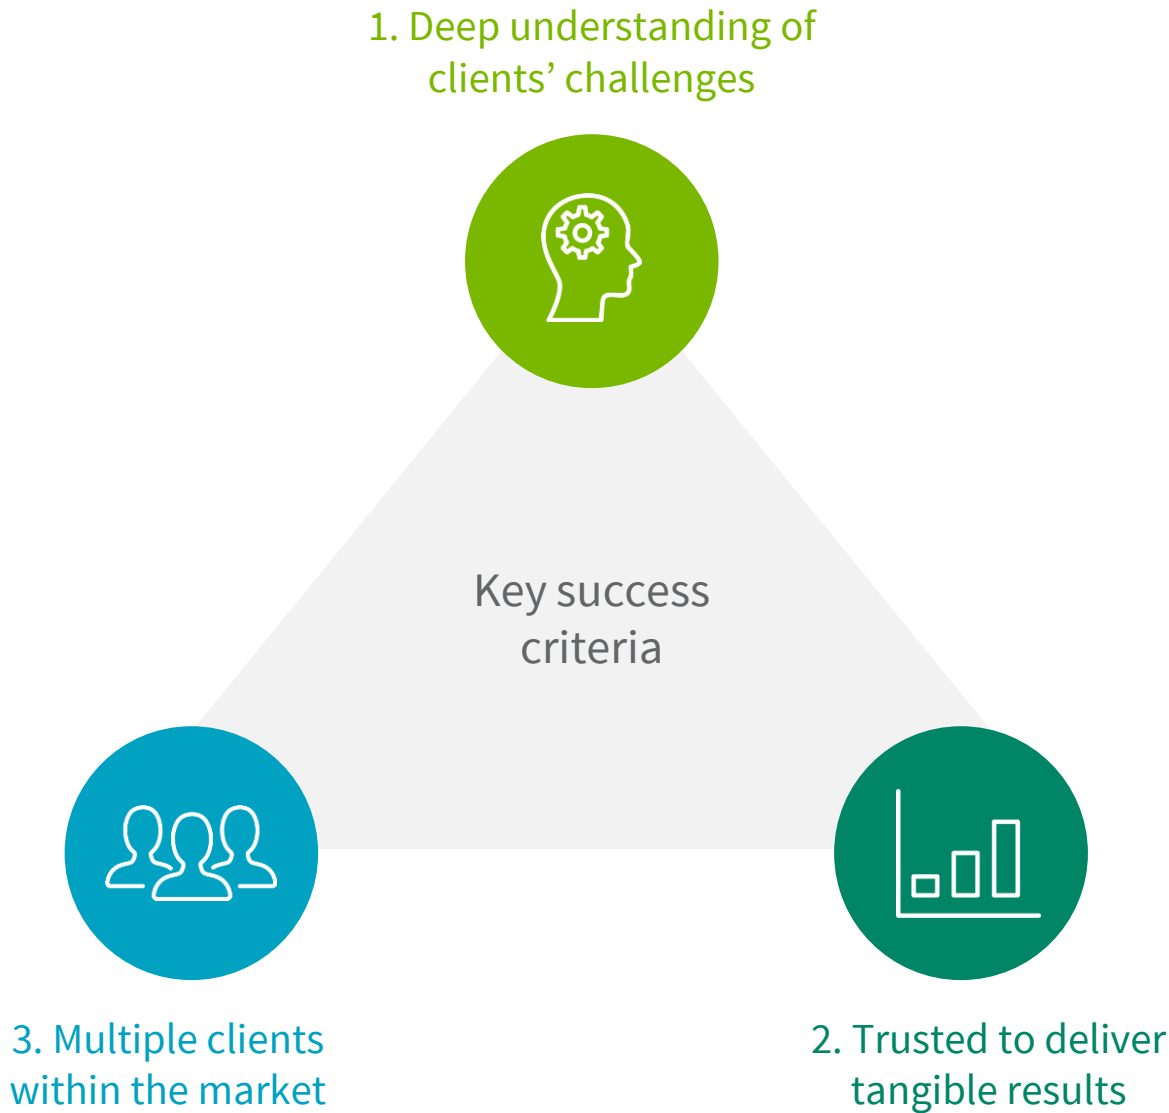 1. Deep understanding of
clients’ challenges
Key success
criteria
3. Multiple clients
within the market
2. Trusted to deliver
tangible results